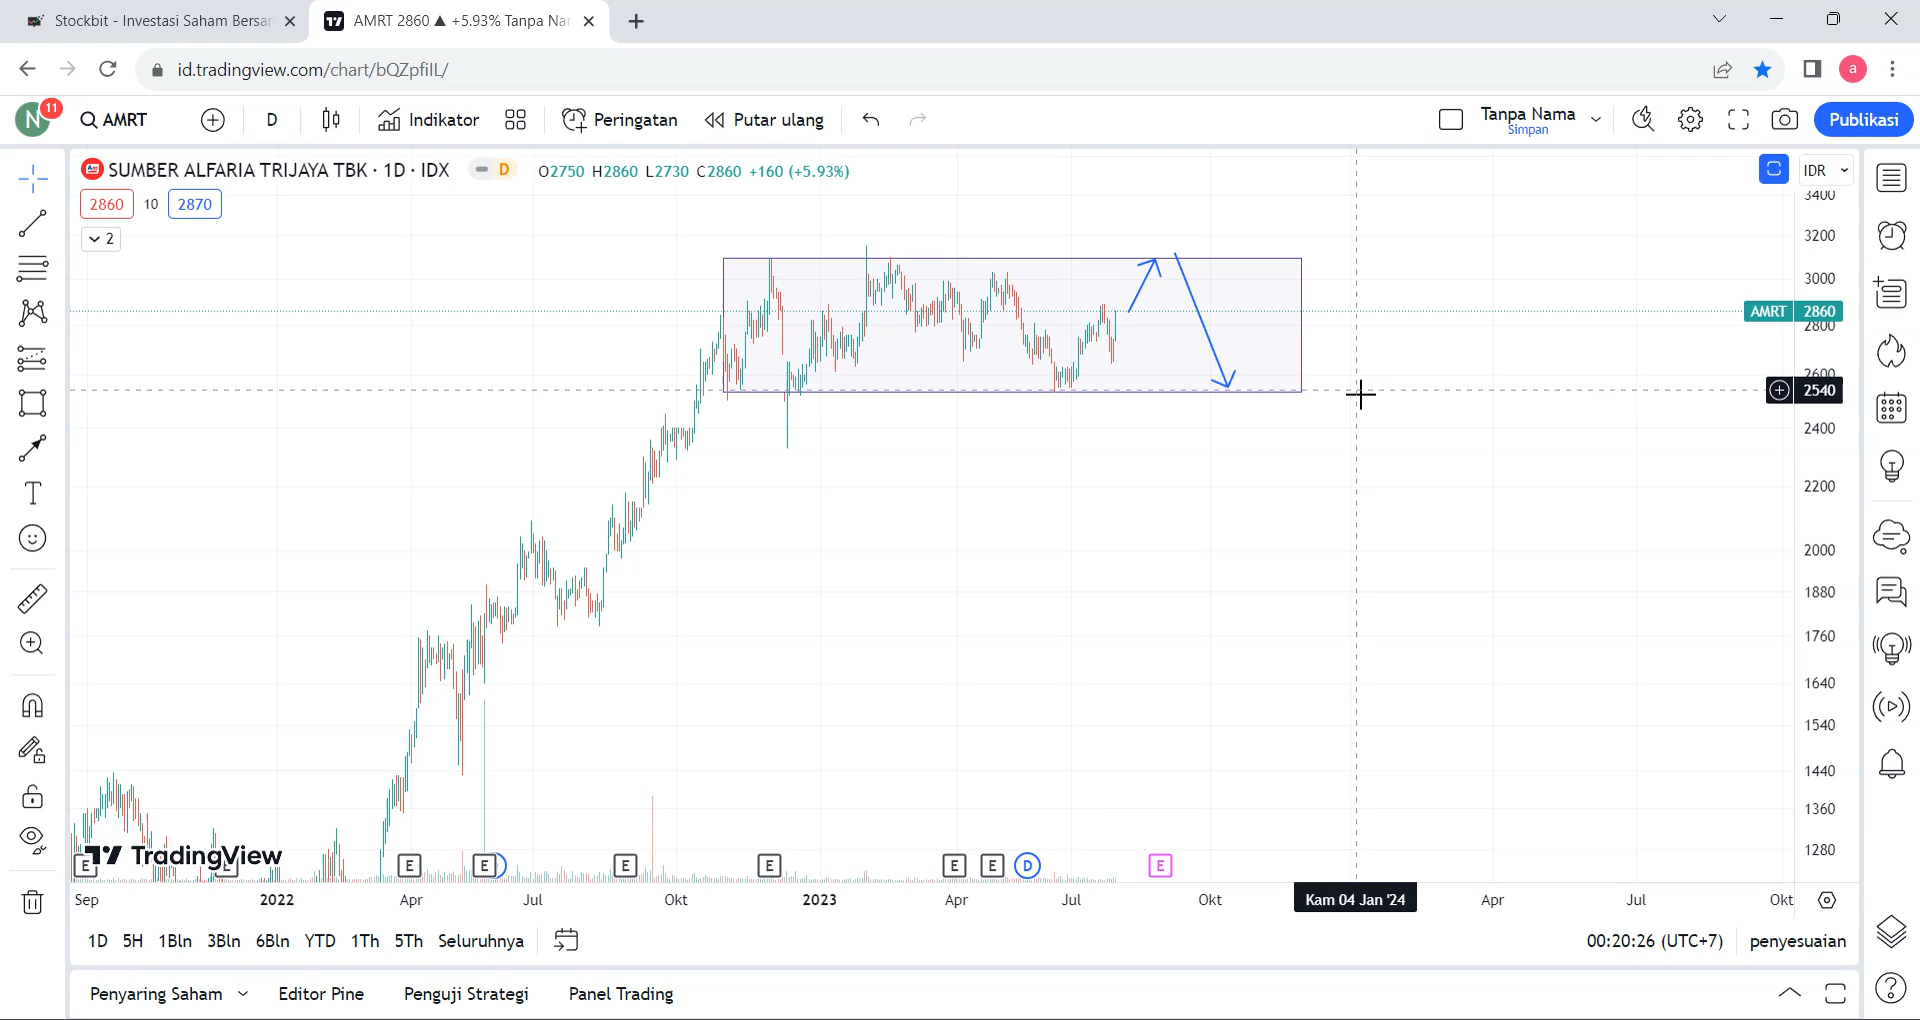 Stockbit - Investasi Saham Bersar
AMRT 2860 ▲ +5.93% Tanpa Nar
id.tradingview.com/chart/bQZpfilL/
a
N 11 AMRT D Indikator Peringatan Putar ulang Tanpa Nama Simpan Publikasi
SUMBER ALFARIA TRIJAYA TBK · 1D · IDX D O2750 H2860 L2730 C2860 +160 (+5.93%) IDR
2860 10 2870
2
3400
3200
3000
AMRT 2860
2800
2600
2540
2400
2200
2000
1880
1760
1640
1540
1440
1360
1280
TradingView
E E E E E E E E D E
Sep 2022 Apr Jul Okt 2023 Apr Jul Okt Kam 04 Jan '24 Apr Jul Okt
1D 5H 1Bln 3Bln 6Bln YTD 1Th 5Th Seluruhnya 00:20:26 (UTC+7) penyesuaian
Penyaring Saham Editor Pine Penguji Strategi Panel Trading